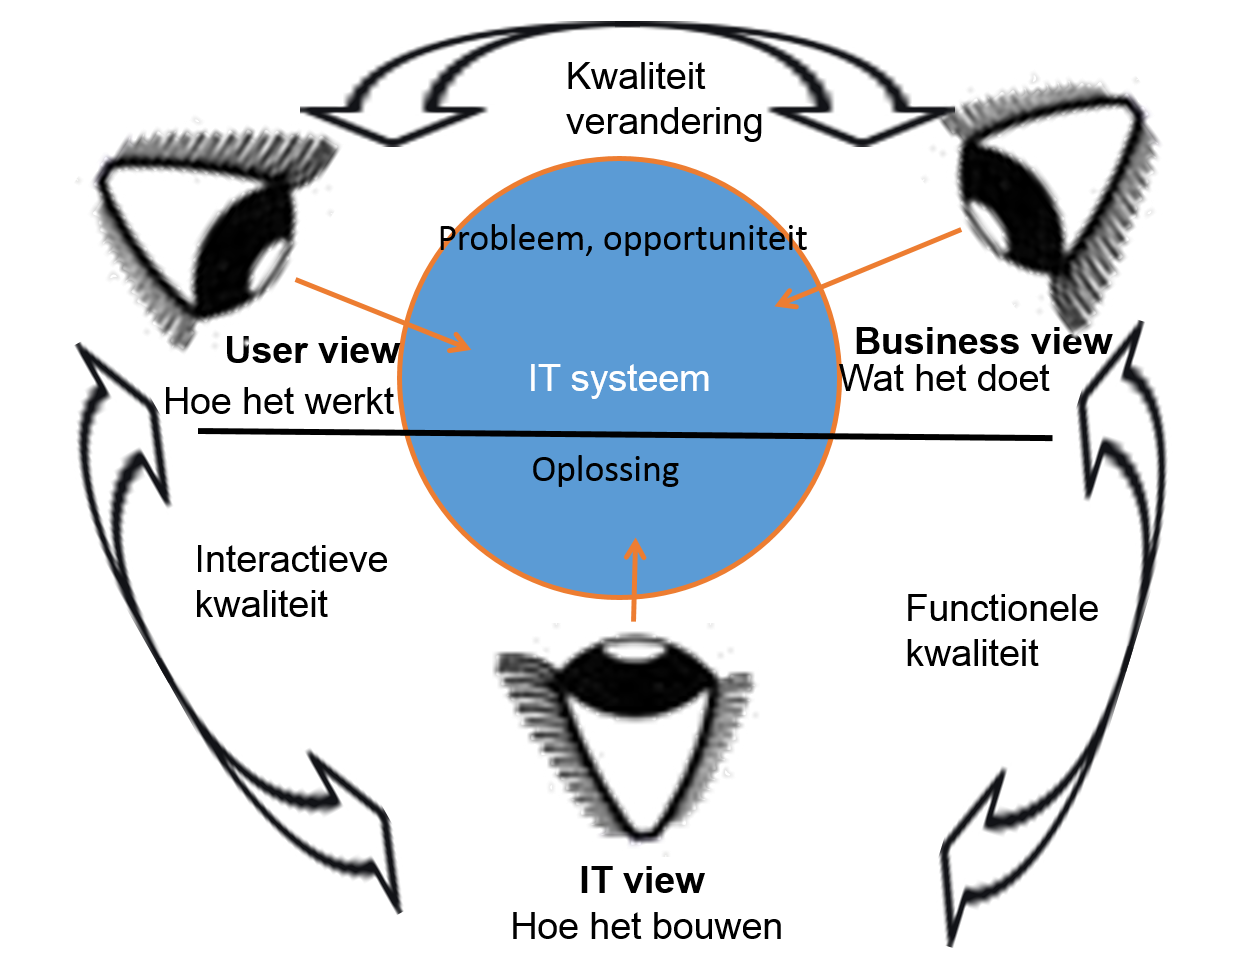 Kwaliteit
verandering
Probleem, opportuniteit
User view
Hoe het werkt
IT systeem
Business view
Wat het doet
Oplossing
Interactieve
kwaliteit
Functionele
kwaliteit
IT view
Hoe het bouwen